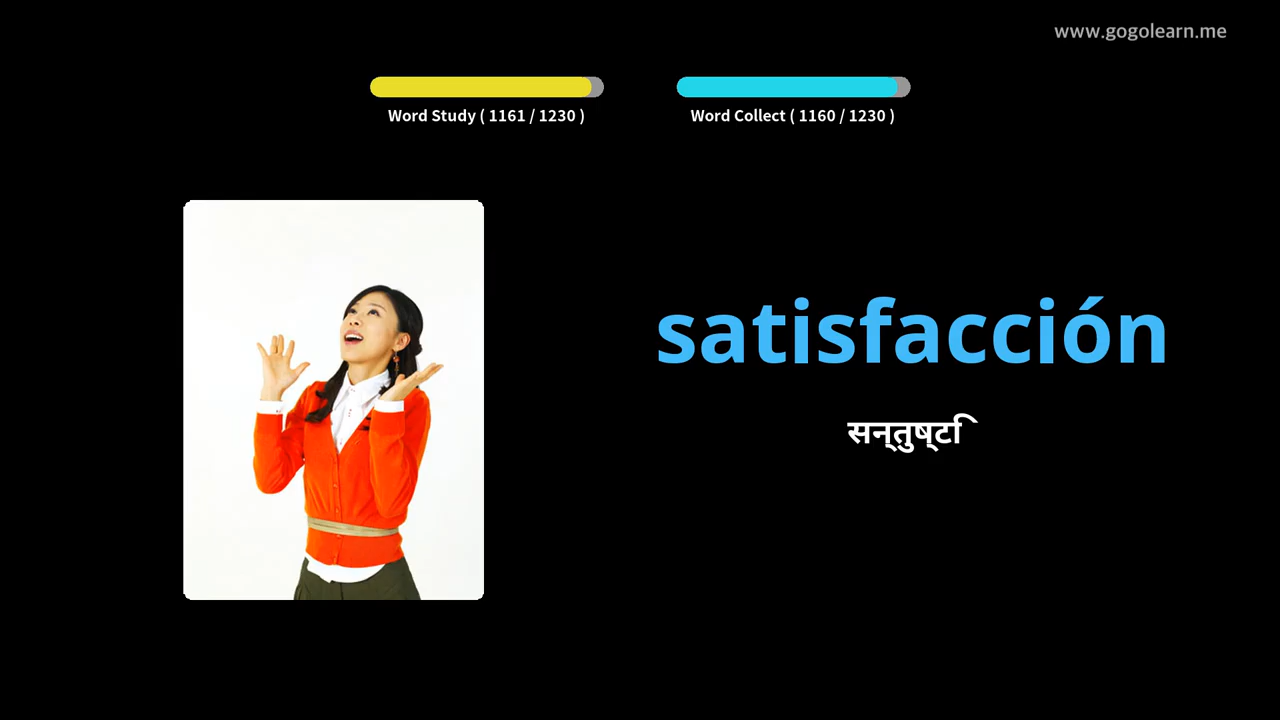 www.gogolearn.me
Word Study ( 1161 / 1230 )
Word Collect ( 1160 / 1230 )
satisfacción
सन्तुष्टि